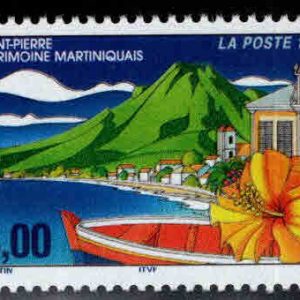 NT-PIERRE
RIMOINE MARTINIQUAIS
LA POSTE
,00
TIN
ITVF